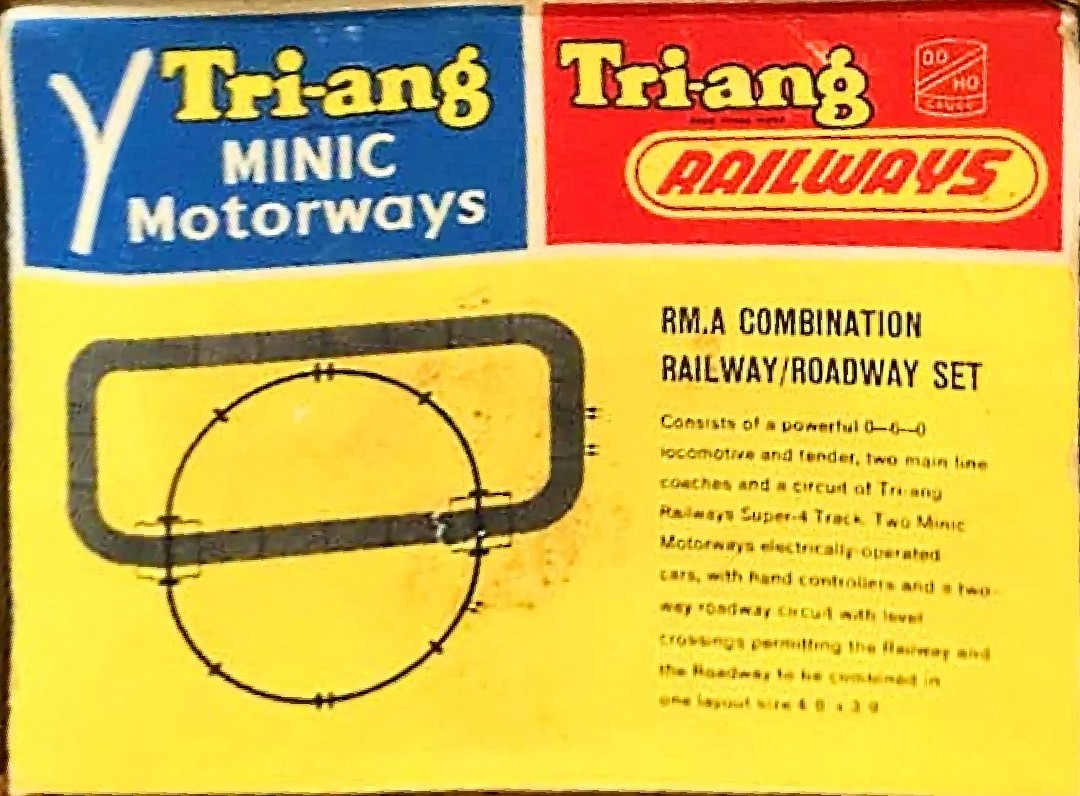 Tri-ang
MINIC
Motorways
Tri-ang
OO
HO
GAUGE
RAILWAYS
RM.A COMBINATION
RAILWAY/ROADWAY SET
Consists of a powerful 0—6—0
locomotive and tender, two main line
coaches and a circuit of Tri-ang
Railways Super-4 Track. Two Minic
Motorways electrically operated
cars, with hand controllers and a two-
way roadway circuit with level
crossings permitting the Railway and
the Roadway to be combined in
one layout size